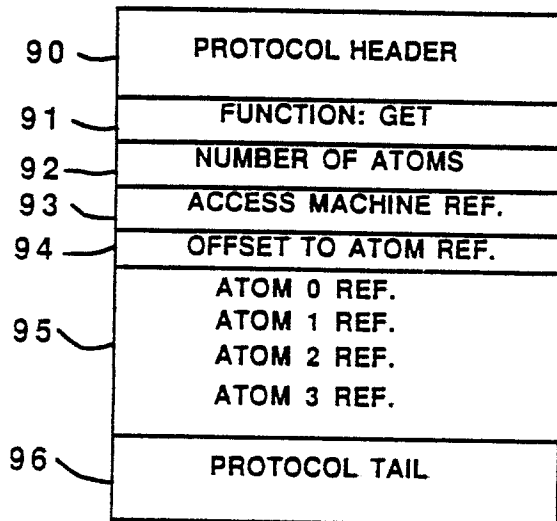 90 PROTOCOL HEADER
91 FUNCTION: GET
92 NUMBER OF ATOMS
93 ACCESS MACHINE REF.
94 OFFSET TO ATOM REF.
ATOM 0 REF.
ATOM 1 REF.
95 ATOM 2 REF.
ATOM 3 REF.
96 PROTOCOL TAIL